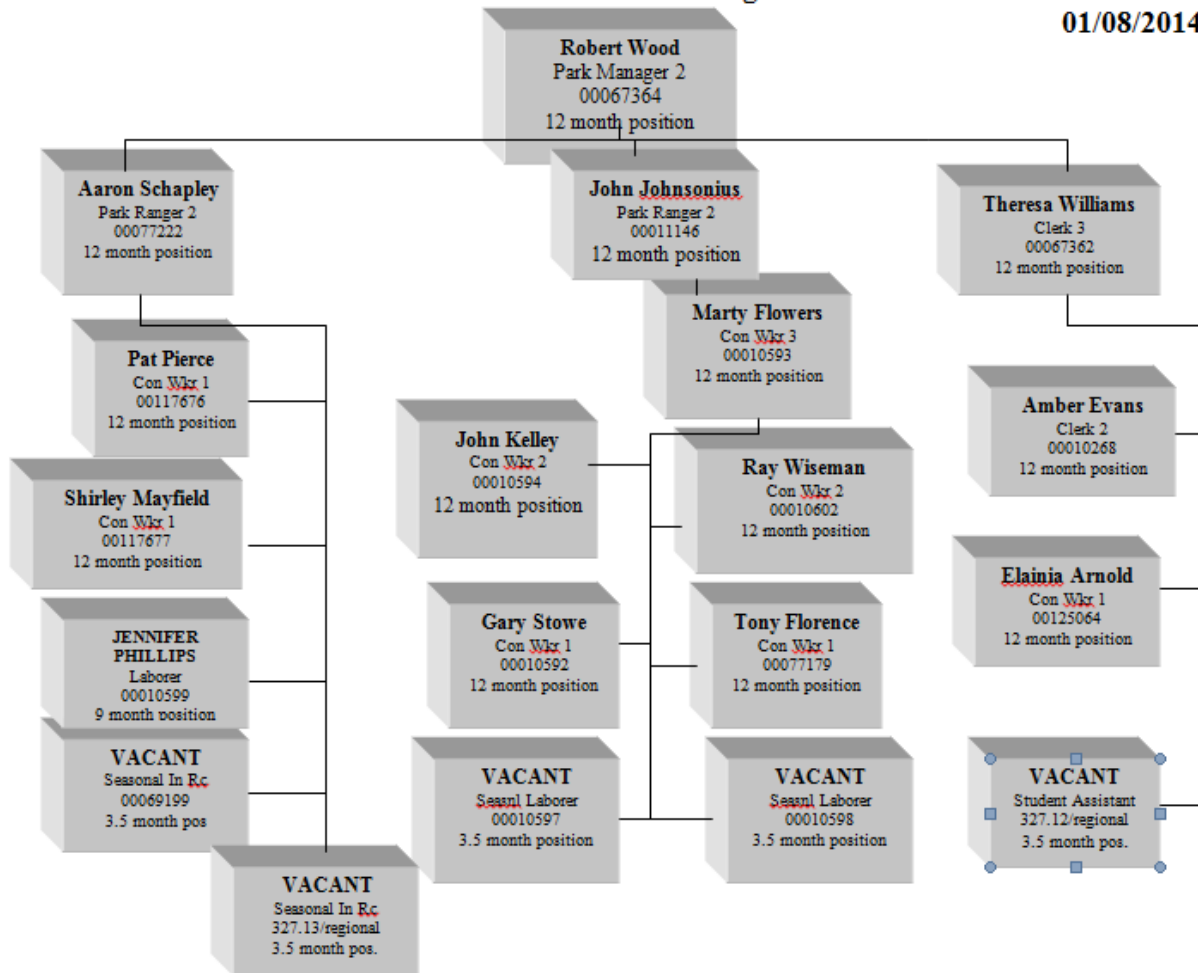 01/08/2014
Robert Wood
Park Manager 2
00067364
12 month position
Aaron Schapley
Park Ranger 2
00077222
12 month position
John Johnsonius
Park Ranger 2
00011146
12 month position
Theresa Williams
Clerk 3
00067362
12 month position
Marty Flowers
Con Wkr 3
00010593
12 month position
Pat Pierce
Con Wkr 1
00117676
12 month position
Shirley Mayfield
Con Wkr 1
00117677
12 month position
JENNIFER
PHILLIPS
Laborer
00010599
9 month position
VACANT
Seasonal In Rc
00069199
3.5 month pos
VACANT
Seasonal In Rc
327.13/regional
3.5 month pos.
John Kelley
Con Wkr 2
00010594
12 month position
Ray Wiseman
Con Wkr 2
00010602
12 month position
Gary Stowe
Con Wkr 1
00010592
12 month position
Tony Florence
Con Wkr 1
00077179
12 month position
VACANT
Seasnl Laborer
00010597
3.5 month position
VACANT
Seasnl Laborer
00010598
3.5 month position
Amber Evans
Clerk 2
00010268
12 month position
Elainia Arnold
Con Wkr 1
00125064
12 month position
VACANT
Student Assistant
327.12/regional
3.5 month pos.